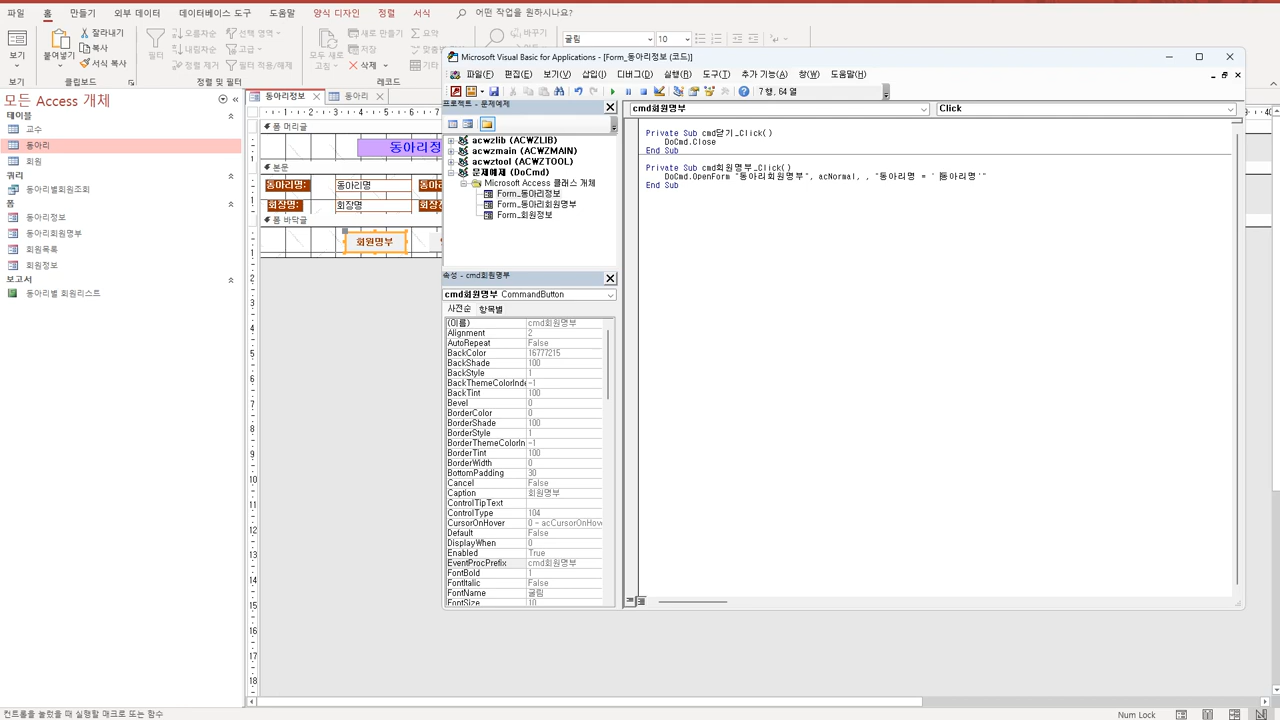 파일 홈 만들기 외부 데이터 데이터베이스 도구 도움말 양식 디자인 정렬 서식 어떤 작업을 원하시나요?
보기 붙여넣기 잘라내기 복사 서식 복사 필터 오름차순 내림차순 정렬 제거 선택 고급 필터 적용/해제 모두 새로 고침 새로 만들기 저장 삭제 요약 바꾸기 굴림 10
보기 클립보드 정렬 및 필터 레코드
모든 Access 개체
테이블
교수
동아리
회원
쿼리
동아리별회원조회
폼
동아리정보
동아리회원명부
회원목록
회원정보
보고서
동아리별 회원리스트
동아리정보 동아리
폼 머리글
동아리정
본문
동아리명: 동아리명
회장명: 회장명
폼 바닥글
회원명부
Microsoft Visual Basic for Applications - [Form_동아리정보 (코드)]
파일(F) 편집(E) 보기(V) 삽입(I) 디버그(D) 실행(R) 도구(T) 추가 기능(A) 창(W) 도움말(H)
7행, 64 열
프로젝트 - 문제예제
acwzlib (ACWZLIB)
acwzmain (ACWZMAIN)
acwztool (ACWZTOOL)
문제예제 (DoCmd)
Microsoft Access 클래스 개체
Form_동아리정보
Form_동아리회원명부
Form_회원정보
속성 - cmd회원명부
cmd회원명부 CommandButton
사전순 항목별
(이름) cmd회원명부
Alignment 2
AutoRepeat False
BackColor 16777215
BackShade 100
BackStyle 1
BackThemeColorInde -1
BackTint 100
Bevel 0
BorderColor 0
BorderShade 100
BorderStyle 1
BorderThemeColorIn -1
BorderTint 100
BorderWidth 0
BottomPadding 30
Cancel False
Caption 회원명부
ControlTipText
ControlType 104
CursorOnHover 0 - acCursorOnHove
Default False
DisplayWhen 0
Enabled True
EventProcPrefix cmd회원명부
FontBold 1
FontItalic False
FontName 굴림
FontSize 10
cmd회원명부 Click
Private Sub cmd닫기_Click()
DoCmd.Close
End Sub
Private Sub cmd회원명부_Click()
DoCmd.OpenForm "동아리회원명부", acNormal, , "동아리명 = ' 동아리명'"
End Sub
컨트롤을 눌렀을 때 실행할 매크로 또는 함수
Num Lock